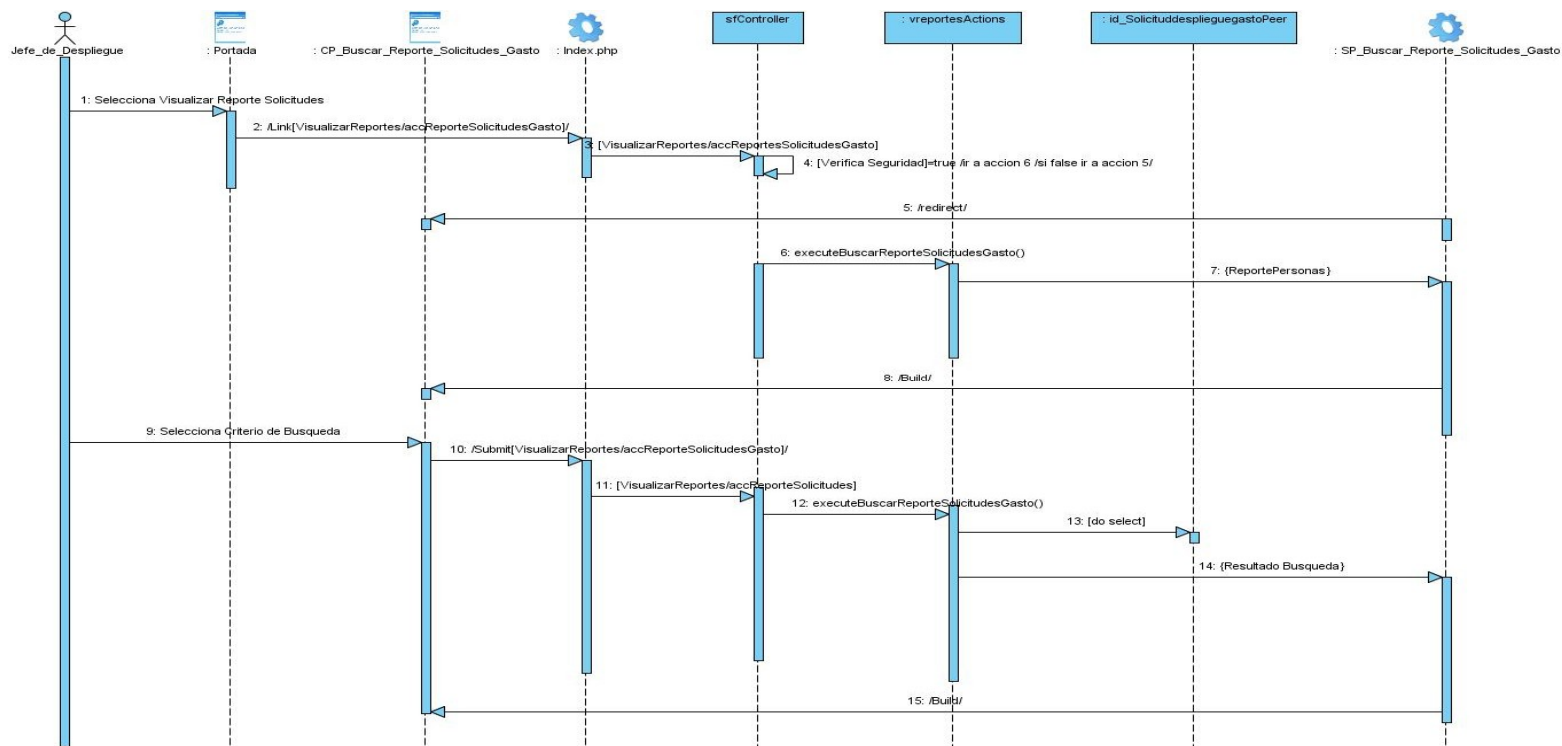 sfController
: vreportesActions
: id_SolicituddesplieguegastoPeer
Jefe_de_Despliegue
: Portada
: CP_Buscar_Reporte_Solicitudes_Gasto
: Index.php
: SP_Buscar_Reporte_Solicitudes_Gasto
1: Selecciona Visualizar Reporte Solicitudes
2: /Link[VisualizarReportes/accReporteSolicitudesGasto]/
3: [VisualizarReportes/accReportesSolicitudesGasto]
4: [Verifica Seguridad]=true /ir a accion 6 /si false ir a accion 5/
5: /redirect/
6: executeBuscarReporteSolicitudesGasto()
7: {ReportePersonas}
8: /Build/
9: Selecciona Criterio de Busqueda
10: /Submit[VisualizarReportes/accReporteSolicitudesGasto]/
11: [VisualizarReportes/accReporteSolicitudes]
12: executeBuscarReporteSolicitudesGasto()
13: [do select]
14: {Resultado Busqueda}
15: /Build/